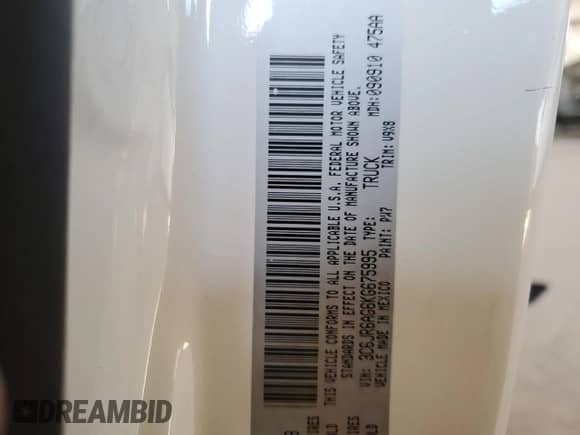 THIS VEHICLE CONFORMS TO ALL APPLICABLE U.S.A. FEDERAL MOTOR VEHICLE SAFETY
STANDARDS IN EFFECT ON THE DATE OF MANUFACTURE SHOWN ABOVE.
VIN: 3C6JR6AG6KG675995 TYPE: TRUCK MDH:090910 475AA
VEHICLE MADE IN MEXICO PAINT: PW7 TRIM: V9X8
DREAMBID